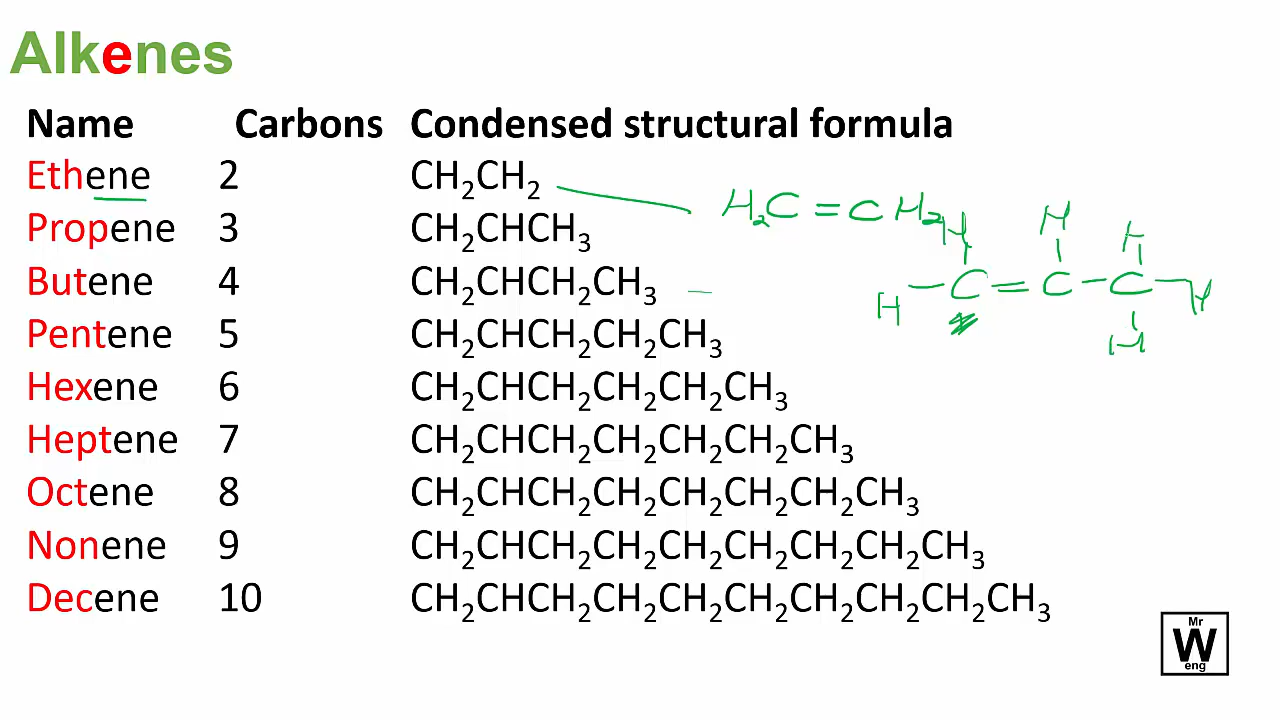 Alkenes
Name Carbons Condensed structural formula
Ethene 2 CH₂CH₂
H₂C=CH₂
Propene 3 CH₂CHCH₃
Butene 4 CH₂CHCH₂CH₃
H H H
H-C=C-C-H
H
Pentene 5 CH₂CHCH₂CH₂CH₃
Hexene 6 CH₂CHCH₂CH₂CH₂CH₃
Heptene 7 CH₂CHCH₂CH₂CH₂CH₂CH₃
Octene 8 CH₂CHCH₂CH₂CH₂CH₂CH₂CH₃
Nonene 9 CH₂CHCH₂CH₂CH₂CH₂CH₂CH₂CH₃
Decene 10 CH₂CHCH₂CH₂CH₂CH₂CH₂CH₂CH₂CH₃
Mr
W
eng